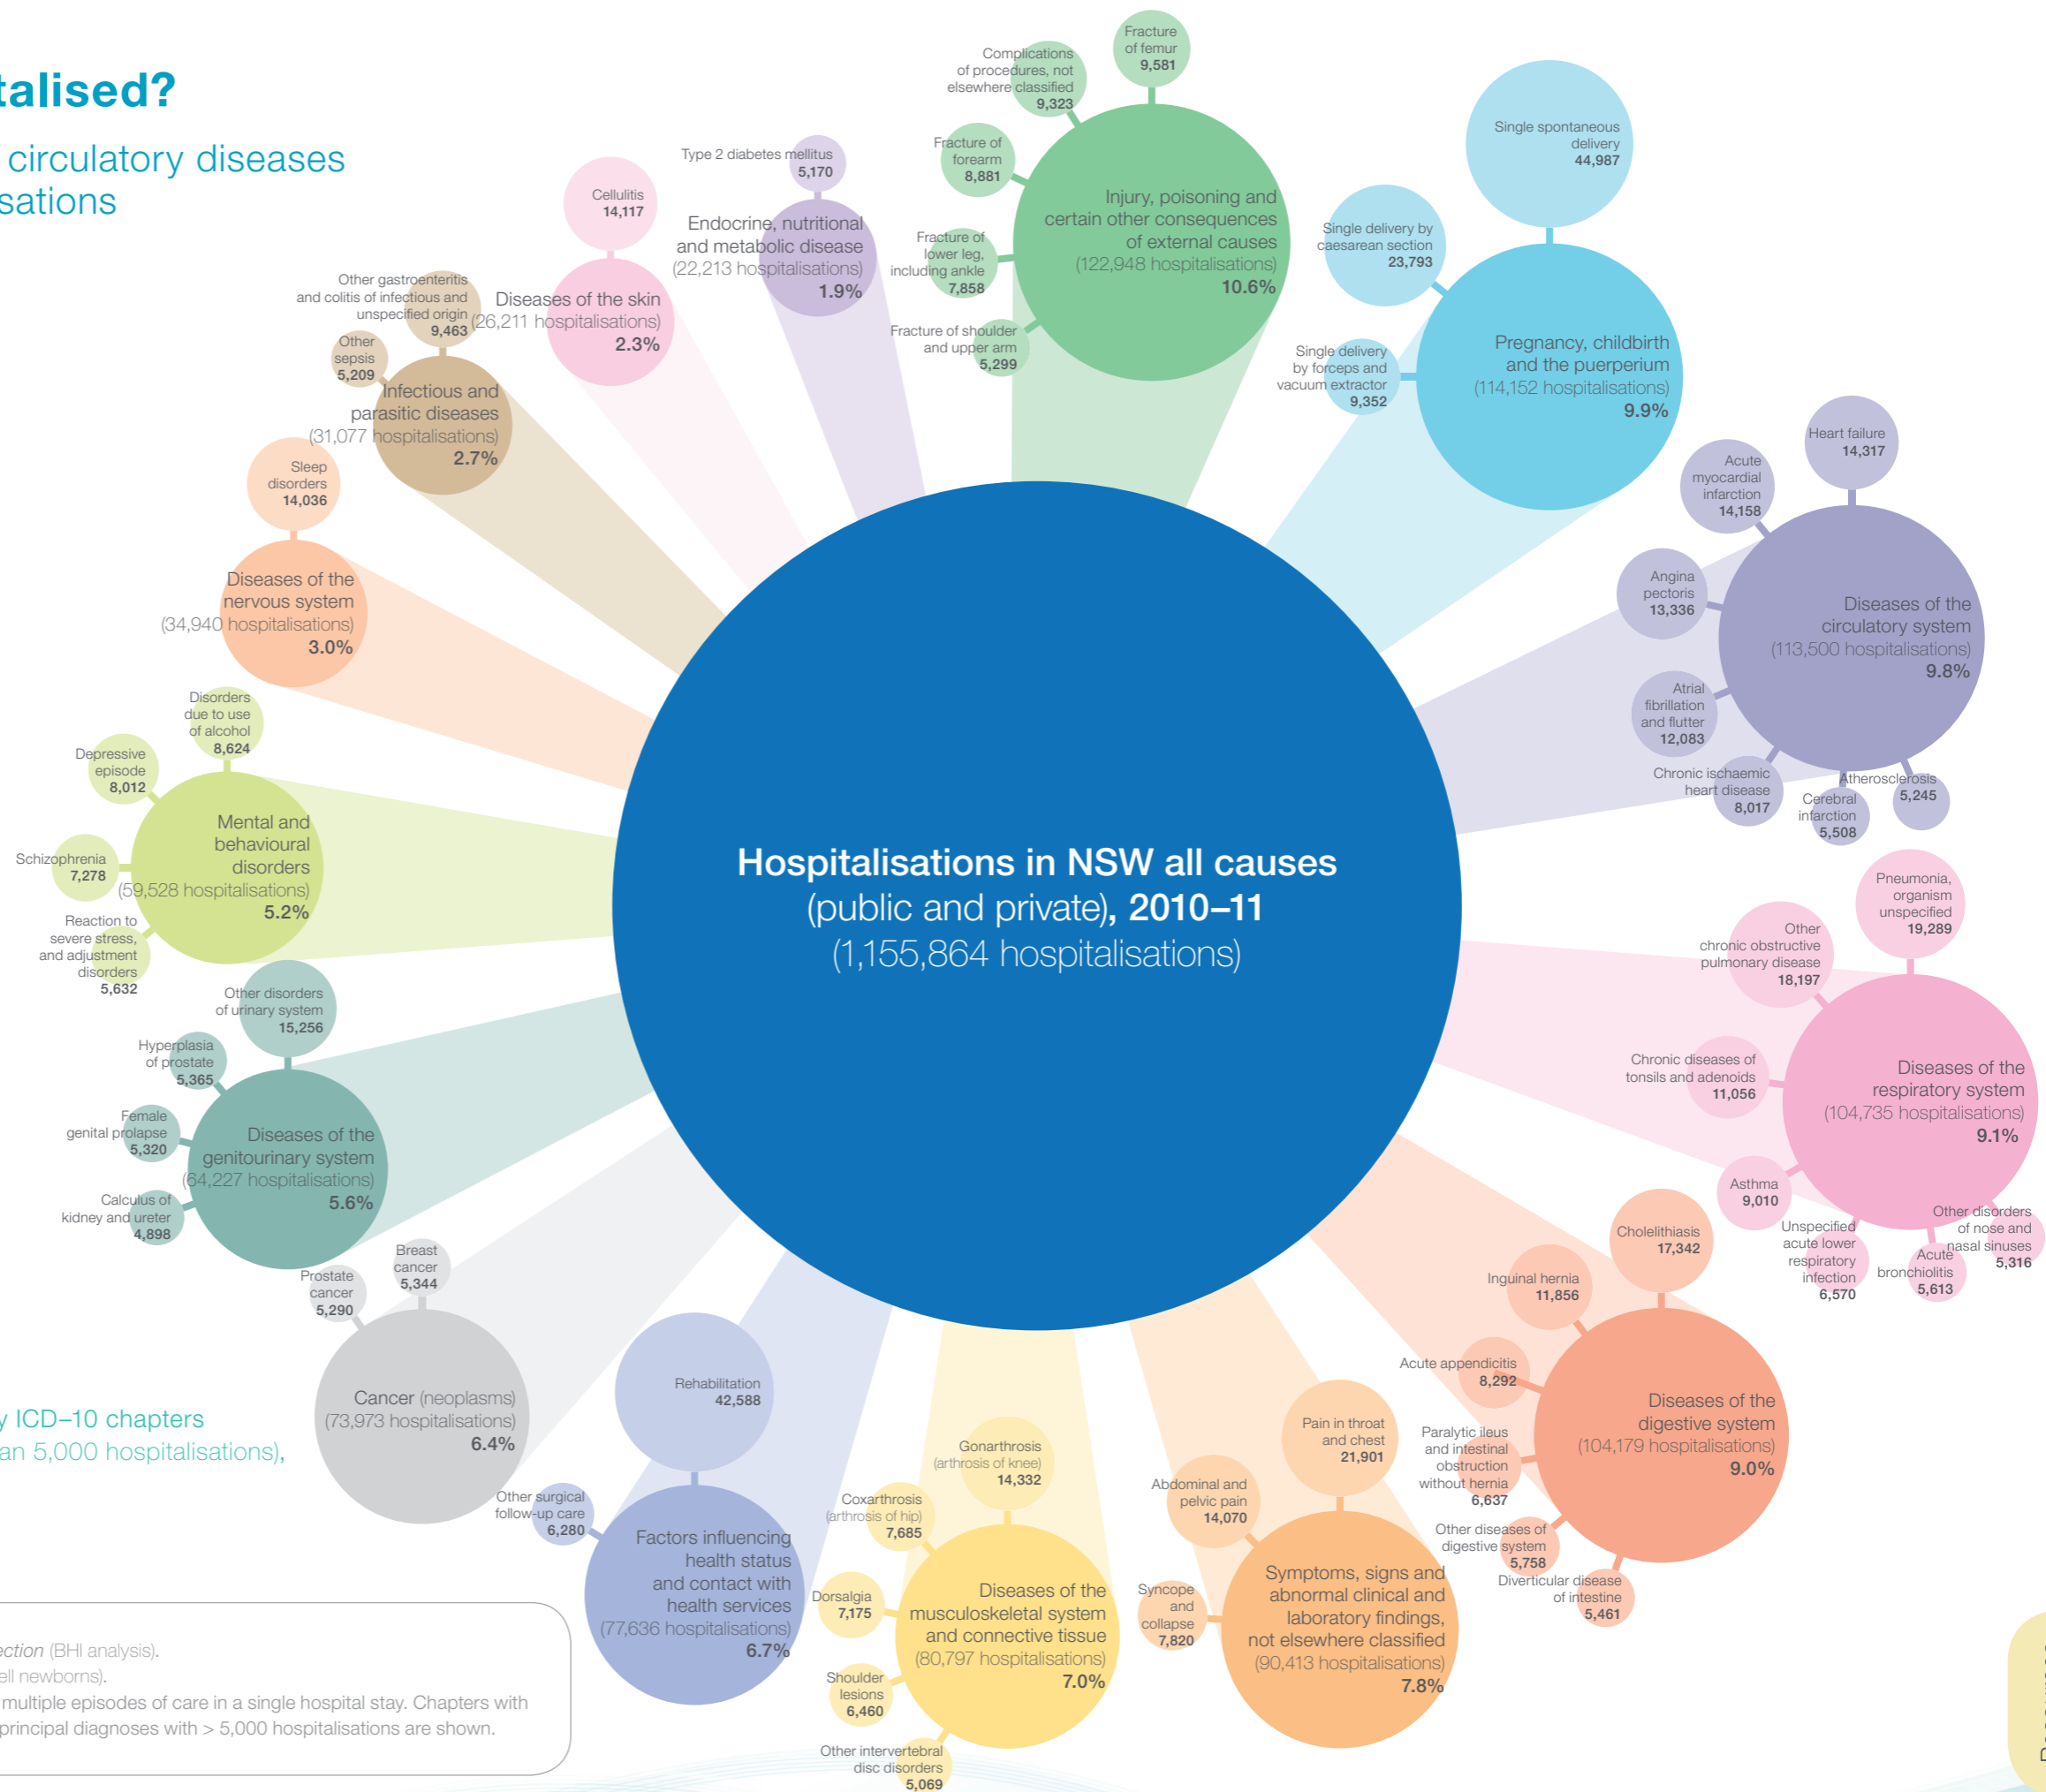 talised?
circulatory diseases
sations
Fracture
of femur
9,581
Complications
of procedures, not
elsewhere classified
9,323
Fracture of
forearm
8,881
Fracture of
lower leg,
including ankle
7,858
Fracture of shoulder
and upper arm
5,299
Injury, poisoning and
certain other consequences
of external causes
(122,948 hospitalisations)
10.6%
Single spontaneous
delivery
44,987
Single delivery by
caesarean section
23,793
Single delivery
by forceps and
vacuum extractor
9,352
Pregnancy, childbirth
and the puerperium
(114,152 hospitalisations)
9.9%
Heart failure
14,317
Acute
myocardial
infarction
14,158
Angina
pectoris
13,336
Atrial
fibrillation
and flutter
12,083
Chronic ischaemic
heart disease
8,017
Cerebral
infarction
5,508
Atherosclerosis
5,245
Diseases of the
circulatory system
(113,500 hospitalisations)
9.8%
Pneumonia,
organism
unspecified
19,289
Other
chronic obstructive
pulmonary disease
18,197
Chronic diseases of
tonsils and adenoids
11,056
Asthma
9,010
Unspecified
acute lower
respiratory
infection
6,570
Acute
bronchiolitis
5,613
Other disorders
of nose and
nasal sinuses
5,316
Diseases of the
respiratory system
(104,735 hospitalisations)
9.1%
Cholelithiasis
17,342
Inguinal hernia
11,856
Acute appendicitis
8,292
Paralytic ileus
and intestinal
obstruction
without hernia
6,637
Other diseases of
digestive system
5,758
Diverticular disease
of intestine
5,461
Diseases of the
digestive system
(104,179 hospitalisations)
9.0%
Pain in throat
and chest
21,901
Abdominal and
pelvic pain
14,070
Syncope
and
collapse
7,820
Symptoms, signs and
abnormal clinical and
laboratory findings,
not elsewhere classified
(90,413 hospitalisations)
7.8%
Gonarthrosis
(arthrosis of knee)
14,332
Coxarthrosis
(arthrosis of hip)
7,685
Dorsalgia
7,175
Shoulder
lesions
6,460
Other intervertebral
disc disorders
5,069
Diseases of the
musculoskeletal system
and connective tissue
(80,797 hospitalisations)
7.0%
Rehabilitation
42,588
Other surgical
follow-up care
6,280
Factors influencing
health status
and contact with
health services
(77,636 hospitalisations)
6.7%
Breast
cancer
5,344
Prostate
cancer
5,290
Cancer (neoplasms)
(73,973 hospitalisations)
6.4%
Other disorders
of urinary system
15,256
Hyperplasia
of prostate
5,365
Female
genital prolapse
5,320
Calculus of
kidney and ureter
4,898
Diseases of the
genitourinary system
(64,227 hospitalisations)
5.6%
Disorders
due to use
of alcohol
8,624
Depressive
episode
8,012
Schizophrenia
7,278
Reaction to
severe stress,
and adjustment
disorders
5,632
Mental and
behavioural
disorders
(59,528 hospitalisations)
5.2%
Sleep
disorders
14,036
Diseases of the
nervous system
(34,940 hospitalisations)
3.0%
Other gastroenteritis
and colitis of infectious and
unspecified origin
9,463
Other
sepsis
5,209
Infectious and
parasitic diseases
(31,077 hospitalisations)
2.7%
Cellulitis
14,117
Diseases of the skin
(26,211 hospitalisations)
2.3%
Type 2 diabetes mellitus
5,170
Endocrine, nutritional
and metabolic disease
(22,213 hospitalisations)
1.9%
Hospitalisations in NSW all causes
(public and private), 2010–11
(1,155,864 hospitalisations)
y ICD–10 chapters
an 5,000 hospitalisations),
ection (BHI analysis).
ell newborns).
multiple episodes of care in a single hospital stay. Chapters with
principal diagnoses with > 5,000 hospitalisations are shown.